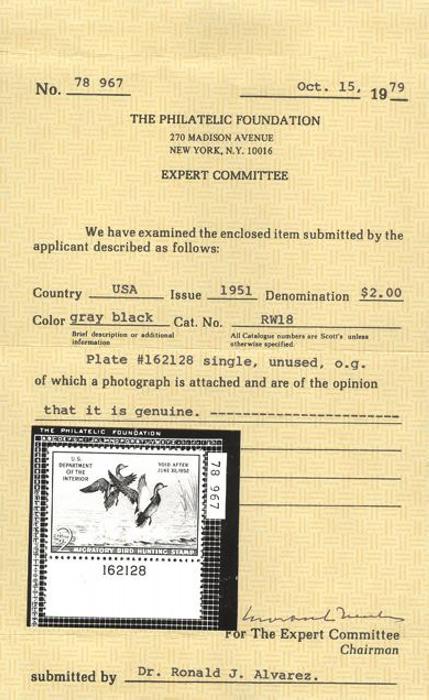 No. 78 967 Oct. 15, 1979
THE PHILATELIC FOUNDATION
270 MADISON AVENUE
NEW YORK, N.Y. 10016
EXPERT COMMITTEE
We have examined the enclosed item submitted by the
applicant described as follows:
Country USA Issue 1951 Denomination $2.00
Color gray black Cat. No. RW18
Brief description or additional information
All Catalogue numbers are Scott's unless otherwise specified.
Plate #162128 single, unused, o.g.
of which a photograph is attached and are of the opinion
that it is genuine. ------------------------
THE PHILATELIC FOUNDATION
U.S.
DEPARTMENT
OF THE
INTERIOR
VOID AFTER
JUNE 30, 1952
78 967
2
MIGRATORY BIRD HUNTING STAMP
162128
For The Expert Committee
Chairman
submitted by Dr. Ronald J. Alvarez.